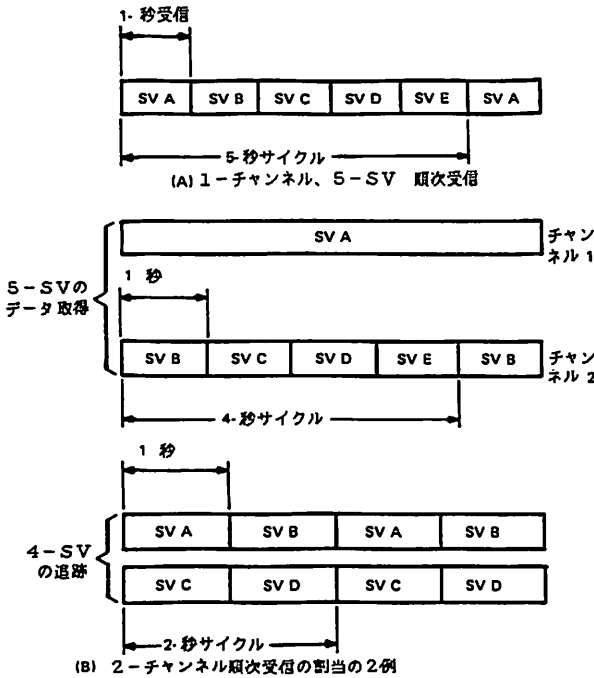 1-秒受信
SV A SV B SV C SV D SV E SV A
5-秒サイクル
(A) 1-チャンネル、5-SV 順次受信
SV A
チャン
ネル 1
5-SVの
データ取得
1 秒
SV B SV C SV D SV E SV B
チャン
ネル 2
4-秒サイクル
1 秒
4-SV
の追跡
SV A SV B SV A SV B
SV C SV D SV C SV D
2-秒サイクル
(B) 2-チャンネル順次受信の割当の2例